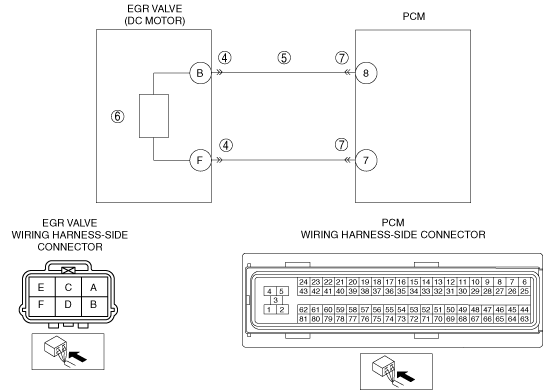 EGR VALVE
(DC MOTOR)
PCM
④ ⑤ ⑦
B 8
⑥
④ ⑦
F 7
EGR VALVE
WIRING HARNESS-SIDE
CONNECTOR
E C A
F D B
PCM
WIRING HARNESS-SIDE CONNECTOR
24 23 22 21 20 19 18 17 16 15 14 13 12 11 10 9 8 7 6
4 5 43 42 41 40 39 38 37 36 35 34 33 32 31 30 29 28 27 26 25
3
1 2 62 61 60 59 58 57 56 55 54 53 52 51 50 49 48 47 46 45 44
81 80 79 78 77 76 75 74 73 72 71 70 69 68 67 66 65 64 63